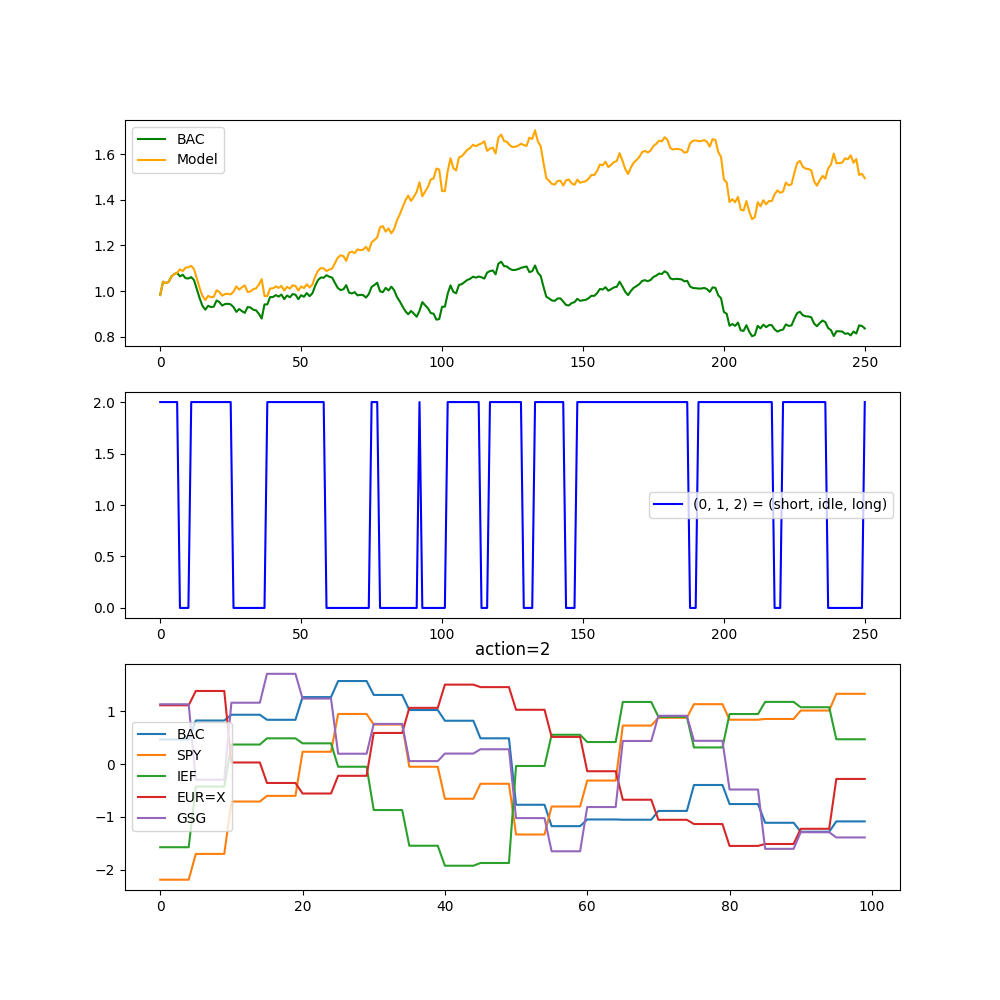 BAC
Model
1.6
1.4
1.2
1.0
0.8
0 50 100 150 200 250
2.0
1.5
1.0
0.5
0.0
(0, 1, 2) = (short, idle, long)
0 50 100 150 200 250
action=2
1
0
−1
−2
BAC
SPY
IEF
EUR=X
GSG
0 20 40 60 80 100